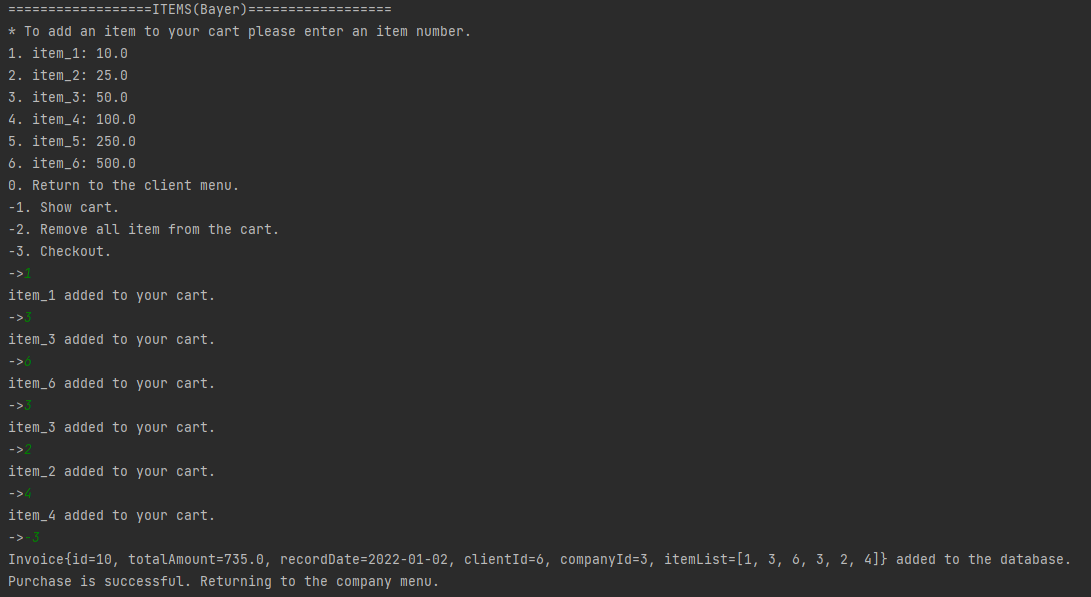 ==================ITEMS(Bayer)==================
* To add an item to your cart please enter an item number.
1. item_1: 10.0
2. item_2: 25.0
3. item_3: 50.0
4. item_4: 100.0
5. item_5: 250.0
6. item_6: 500.0
0. Return to the client menu.
-1. Show cart.
-2. Remove all item from the cart.
-3. Checkout.
->1
item_1 added to your cart.
->3
item_3 added to your cart.
->6
item_6 added to your cart.
->3
item_3 added to your cart.
->2
item_2 added to your cart.
->4
item_4 added to your cart.
->-3
Invoice{id=10, totalAmount=735.0, recordDate=2022-01-02, clientId=6, companyId=3, itemList=[1, 3, 6, 3, 2, 4]} added to the database.
Purchase is successful. Returning to the company menu.